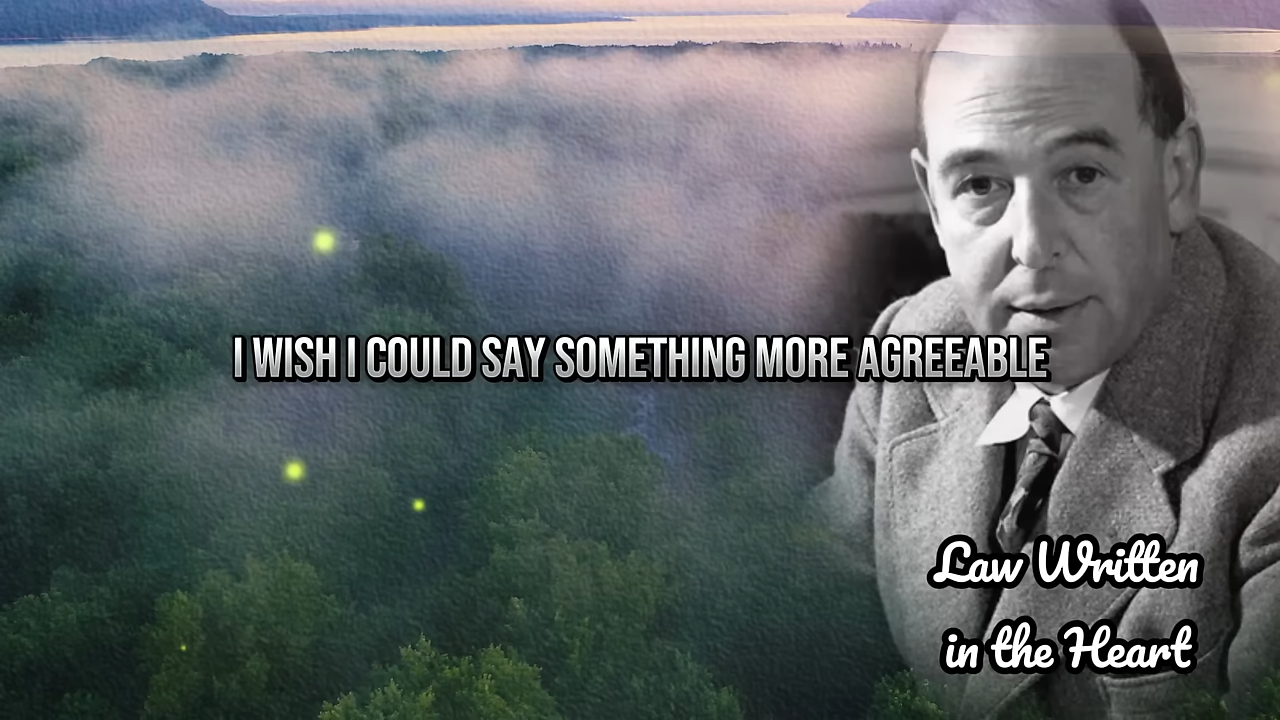 I WISH I COULD SAY SOMETHING MORE AGREEABLE
Law Written
in the Heart